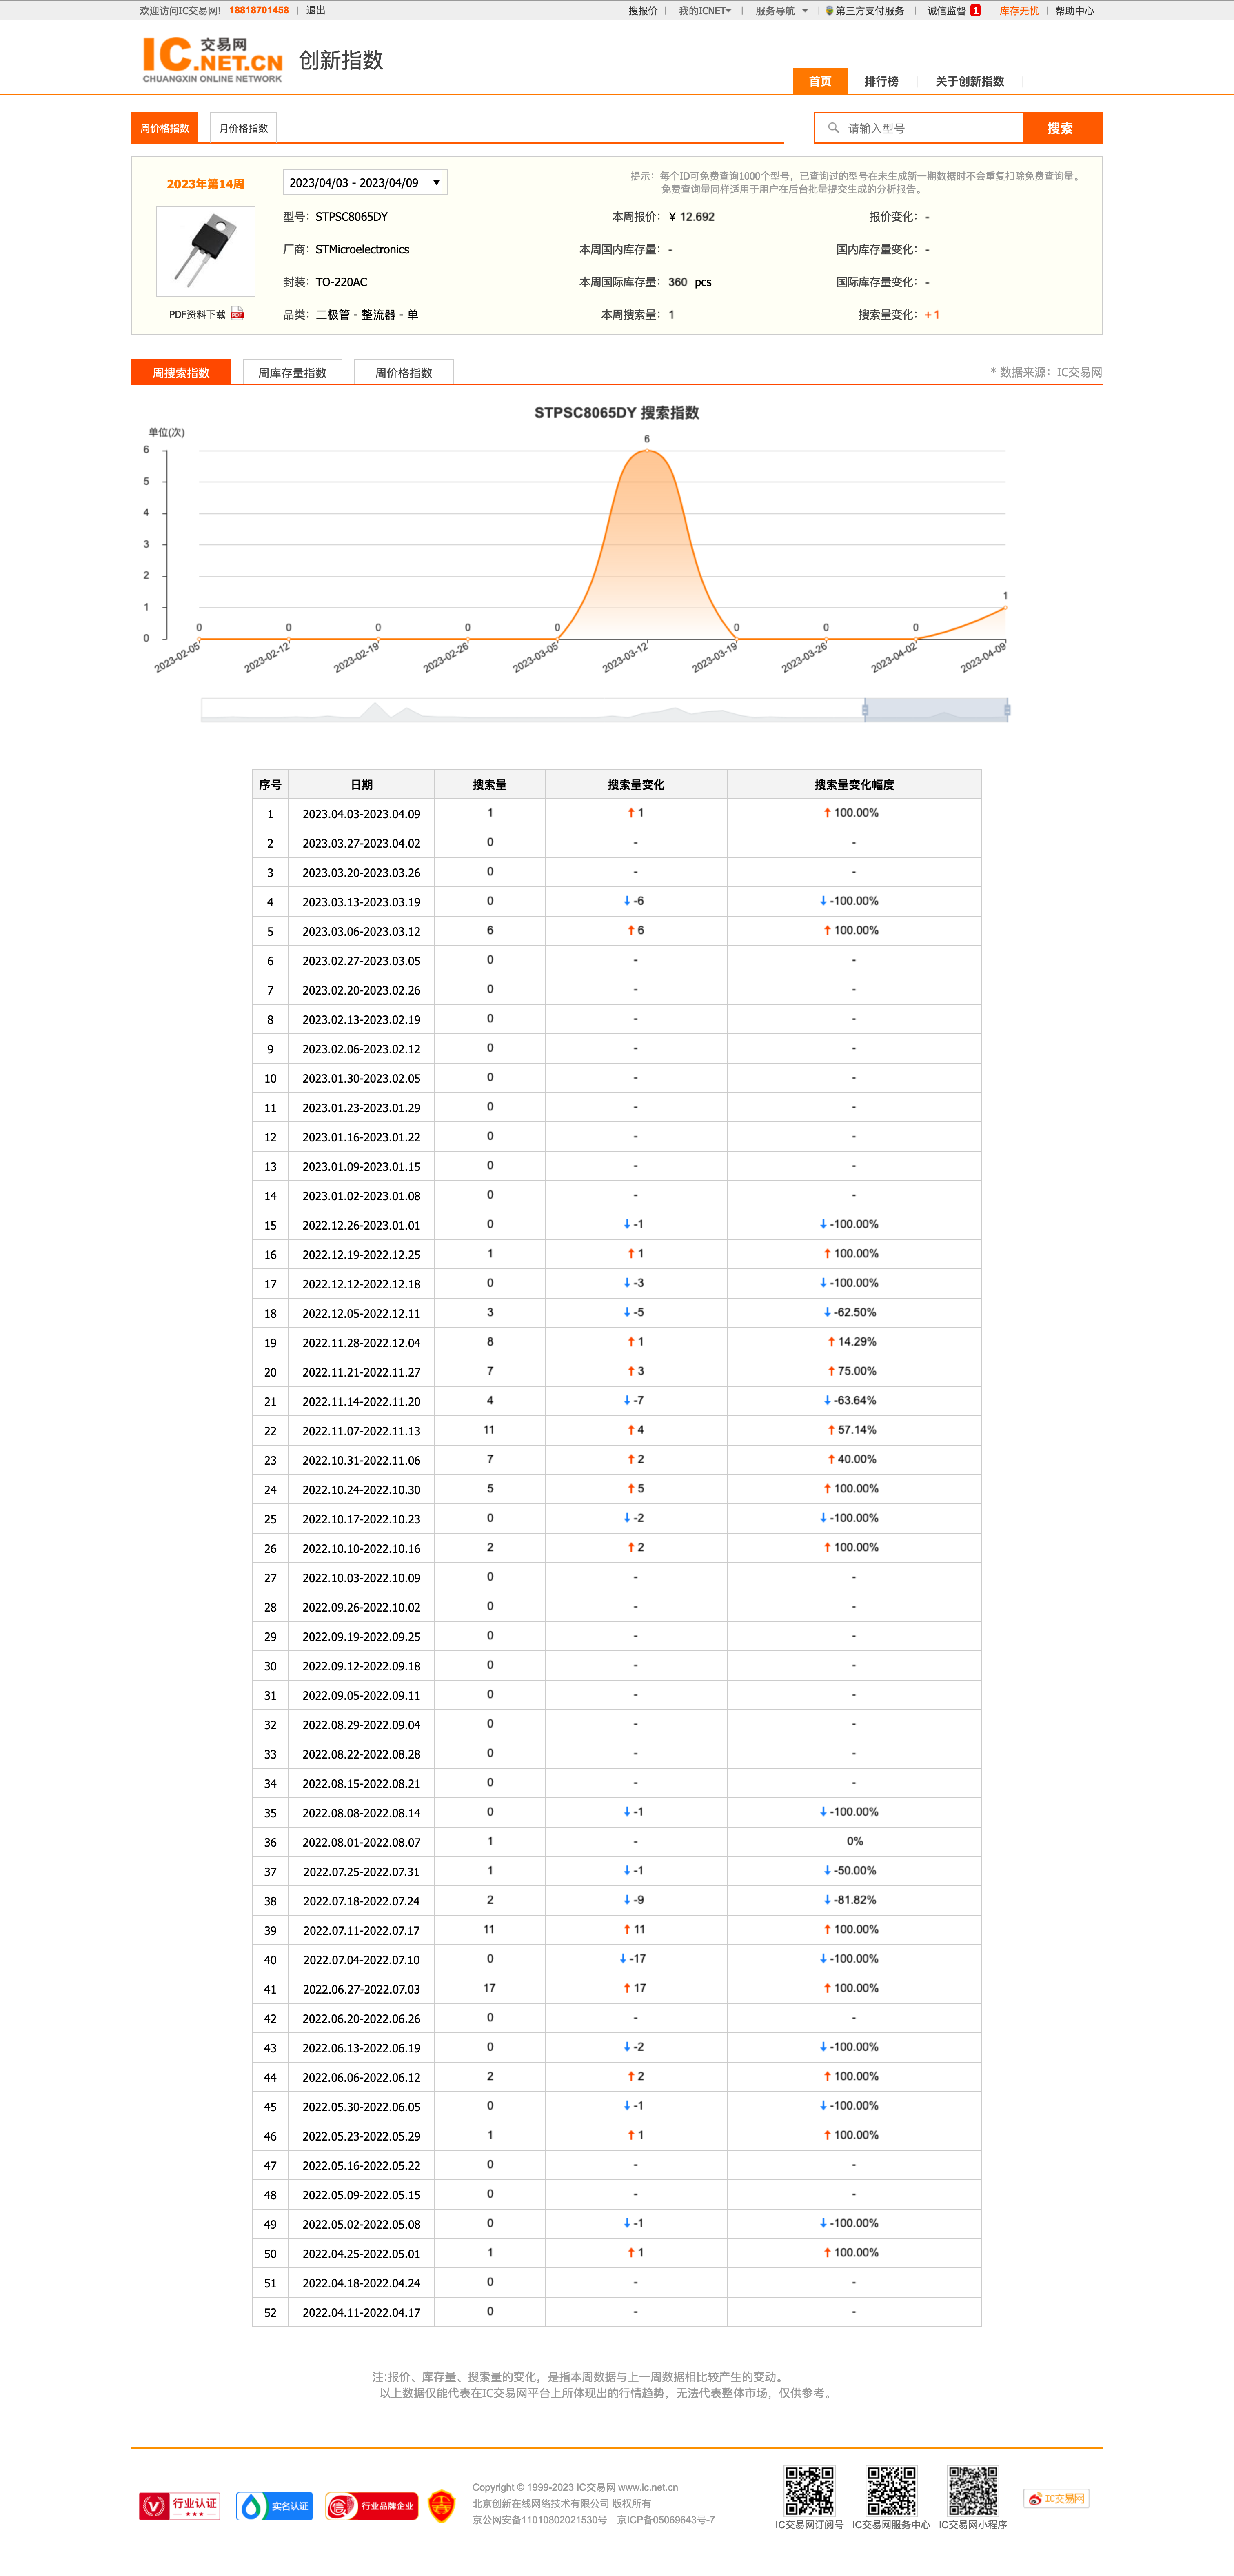 欢迎访问IC交易网! 18818701458 | 退出 搜报价 | 我的ICNET | 服务导航 | 第三方支付服务 | 诚信监督 1 | 库存无忧 | 帮助中心
IC 交易网 .NET.CN CHUANGXIN ONLINE NETWORK 创新指数
首页 排行榜 关于创新指数
周价格指数 月价格指数 请输入型号 搜索
2023年第14周 2023/04/03 - 2023/04/09 提示：每个ID可免费查询1000个型号，已查询过的型号在未生成新一期数据时不会重复扣除免费查询量。
免费查询量同样适用于用户在后台批量提交生成的分析报告。
型号：STPSC8065DY 本周报价：¥ 12.692 报价变化：-
厂商：STMicroelectronics 本周国内库存量：- 国内库存量变化：-
封装：TO-220AC 本周国际库存量：360 pcs 国际库存量变化：-
PDF资料下载 PDF 品类：二极管 - 整流器 - 单 本周搜索量：1 搜索量变化：+1
周搜索指数 周库存量指数 周价格指数 * 数据来源：IC交易网
STPSC8065DY 搜索指数
单位(次)
6
6
5
4
3
2
1
1
0
0 0 0 0 0 0 0 0
2023-02-05 2023-02-12 2023-02-19 2023-02-26 2023-03-05 2023-03-12 2023-03-19 2023-03-26 2023-04-02 2023-04-09
序号 日期 搜索量 搜索量变化 搜索量变化幅度
1 2023.04.03-2023.04.09 1 ↑1 ↑100.00%
2 2023.03.27-2023.04.02 0 - -
3 2023.03.20-2023.03.26 0 - -
4 2023.03.13-2023.03.19 0 ↓-6 ↓-100.00%
5 2023.03.06-2023.03.12 6 ↑6 ↑100.00%
6 2023.02.27-2023.03.05 0 - -
7 2023.02.20-2023.02.26 0 - -
8 2023.02.13-2023.02.19 0 - -
9 2023.02.06-2023.02.12 0 - -
10 2023.01.30-2023.02.05 0 - -
11 2023.01.23-2023.01.29 0 - -
12 2023.01.16-2023.01.22 0 - -
13 2023.01.09-2023.01.15 0 - -
14 2023.01.02-2023.01.08 0 - -
15 2022.12.26-2023.01.01 0 ↓-1 ↓-100.00%
16 2022.12.19-2022.12.25 1 ↑1 ↑100.00%
17 2022.12.12-2022.12.18 0 ↓-3 ↓-100.00%
18 2022.12.05-2022.12.11 3 ↓-5 ↓-62.50%
19 2022.11.28-2022.12.04 8 ↑1 ↑14.29%
20 2022.11.21-2022.11.27 7 ↑3 ↑75.00%
21 2022.11.14-2022.11.20 4 ↓-7 ↓-63.64%
22 2022.11.07-2022.11.13 11 ↑4 ↑57.14%
23 2022.10.31-2022.11.06 7 ↑2 ↑40.00%
24 2022.10.24-2022.10.30 5 ↑5 ↑100.00%
25 2022.10.17-2022.10.23 0 ↓-2 ↓-100.00%
26 2022.10.10-2022.10.16 2 ↑2 ↑100.00%
27 2022.10.03-2022.10.09 0 - -
28 2022.09.26-2022.10.02 0 - -
29 2022.09.19-2022.09.25 0 - -
30 2022.09.12-2022.09.18 0 - -
31 2022.09.05-2022.09.11 0 - -
32 2022.08.29-2022.09.04 0 - -
33 2022.08.22-2022.08.28 0 - -
34 2022.08.15-2022.08.21 0 - -
35 2022.08.08-2022.08.14 0 ↓-1 ↓-100.00%
36 2022.08.01-2022.08.07 1 - 0%
37 2022.07.25-2022.07.31 1 ↓-1 ↓-50.00%
38 2022.07.18-2022.07.24 2 ↓-9 ↓-81.82%
39 2022.07.11-2022.07.17 11 ↑11 ↑100.00%
40 2022.07.04-2022.07.10 0 ↓-17 ↓-100.00%
41 2022.06.27-2022.07.03 17 ↑17 ↑100.00%
42 2022.06.20-2022.06.26 0 - -
43 2022.06.13-2022.06.19 0 ↓-2 ↓-100.00%
44 2022.06.06-2022.06.12 2 ↑2 ↑100.00%
45 2022.05.30-2022.06.05 0 ↓-1 ↓-100.00%
46 2022.05.23-2022.05.29 1 ↑1 ↑100.00%
47 2022.05.16-2022.05.22 0 - -
48 2022.05.09-2022.05.15 0 - -
49 2022.05.02-2022.05.08 0 ↓-1 ↓-100.00%
50 2022.04.25-2022.05.01 1 ↑1 ↑100.00%
51 2022.04.18-2022.04.24 0 - -
52 2022.04.11-2022.04.17 0 - -
注:报价、库存量、搜索量的变化，是指本周数据与上一周数据相比较产生的变动。
以上数据仅能代表在IC交易网平台上所体现出的行情趋势，无法代表整体市场，仅供参考。
行业认证 实名认证 行业品牌企业
Copyright © 1999-2023 IC交易网 www.ic.net.cn
北京创新在线网络技术有限公司 版权所有
京公网安备11010802021530号 京ICP备05069643号-7
IC交易网订阅号 IC交易网服务中心 IC交易网小程序 IC交易网